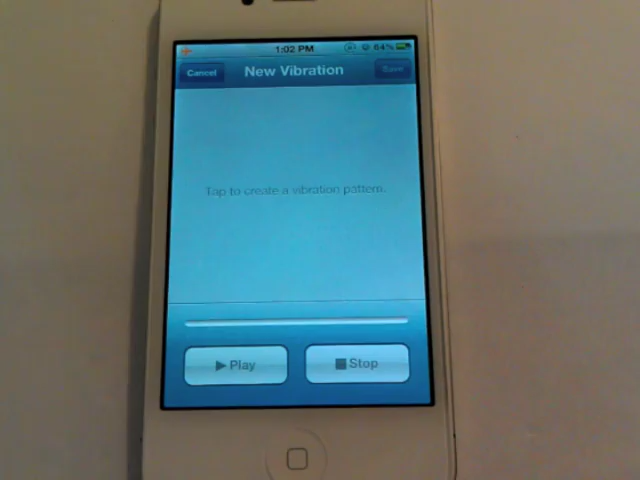 1:02 PM 64%
Cancel New Vibration Save
Tap to create a vibration pattern.
Play Stop